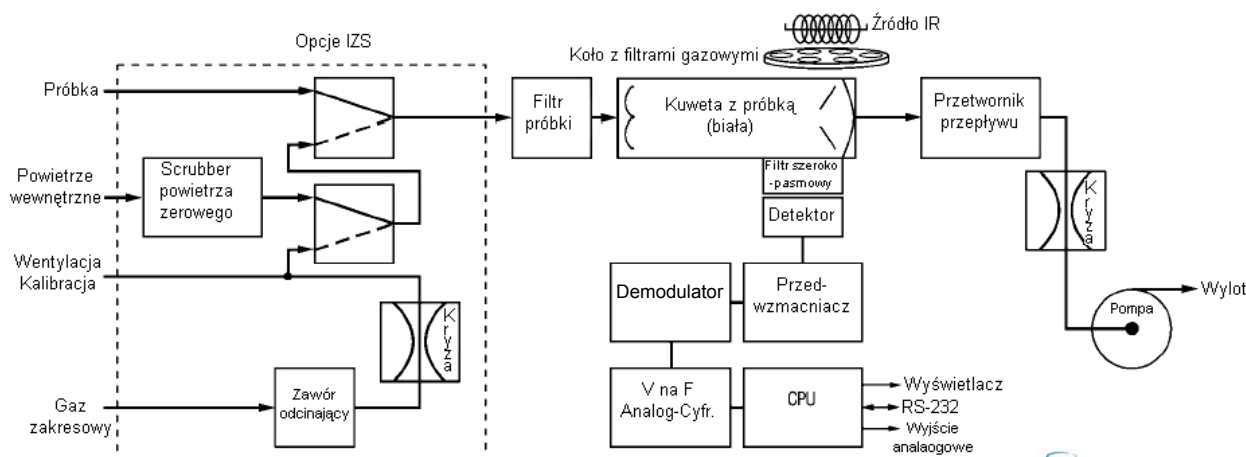 Opcje IZS
Źródło IR
Koło z filtrami gazowymi
Próbka
Filtr
próbki
Kuweta z próbką
(biała)
Przetwornik
przepływu
Powietrze
wewnętrzne
Scrubber
powietrza
zerowego
Filtr szeroko
-pasmowy
Detektor
Kryza
Wentylacja
Kalibracja
Kryza
Demodulator
Przed-
wzmacniacz
Pompa
Wylot
Gaz
zakresowy
Zawór
odcinający
V na F
Analog-Cyfr.
CPU
Wyświetlacz
RS-232
Wyjście
analaogowe